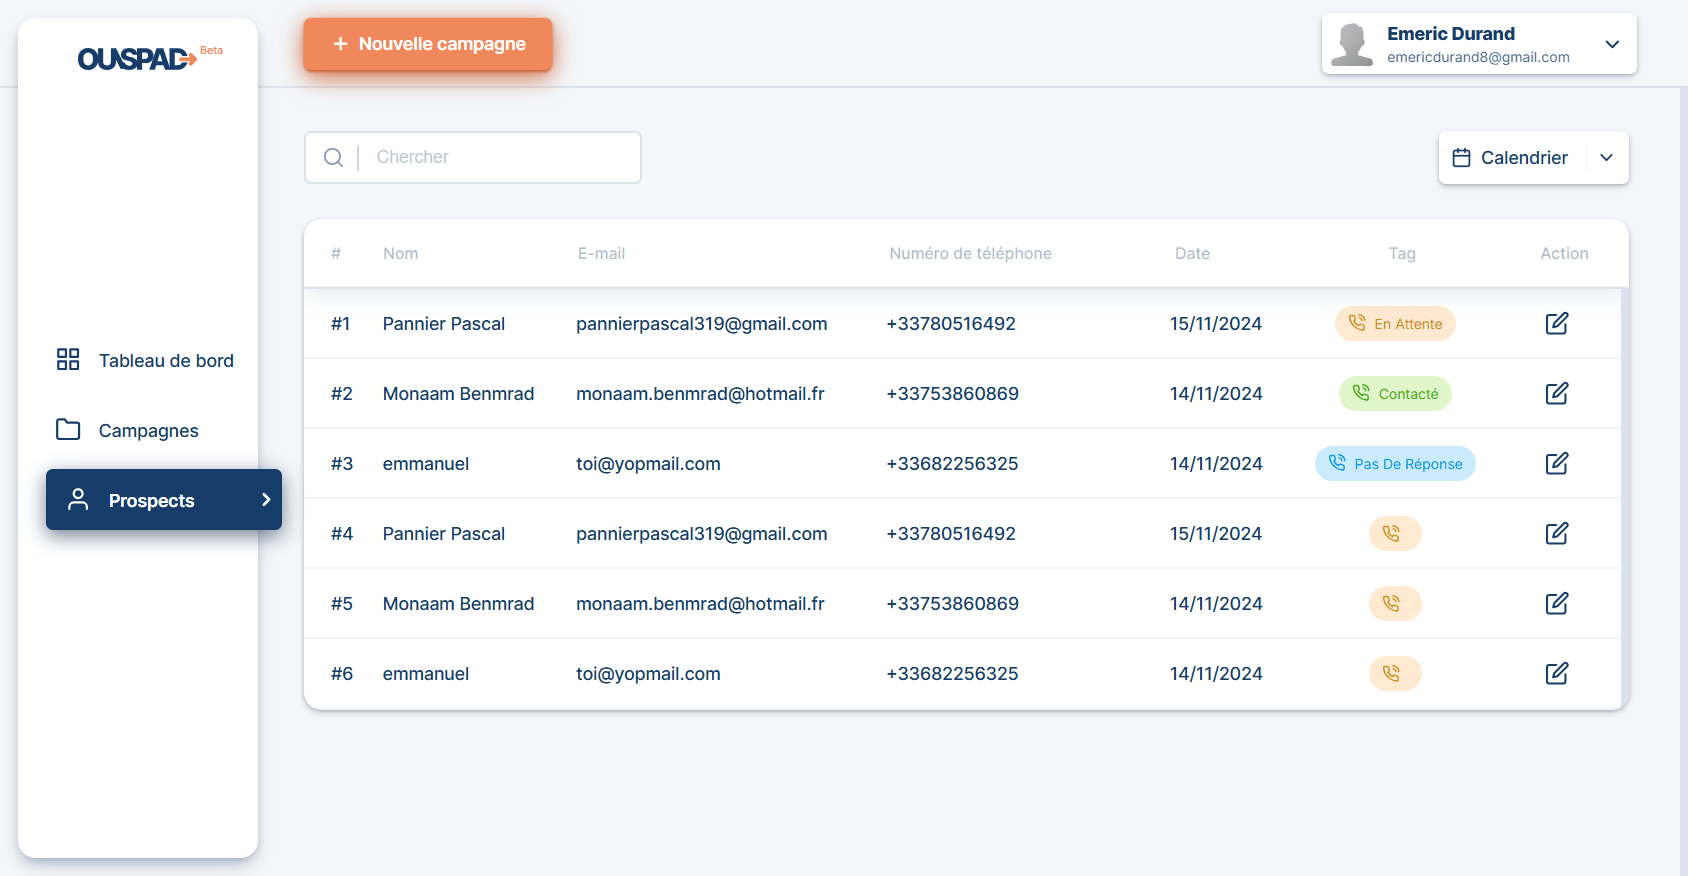 OUNSPAD Beta
+ Nouvelle campagne
Emeric Durand
emericdurand8@gmail.com
Chercher
Calendrier
# Nom E-mail Numéro de téléphone Date Tag Action
#1 Pannier Pascal pannierpascal319@gmail.com +33780516492 15/11/2024 En Attente
#2 Monaam Benmrad monaam.benmrad@hotmail.fr +33753860869 14/11/2024 Contacté
#3 emmanuel toi@yopmail.com +33682256325 14/11/2024 Pas De Réponse
#4 Pannier Pascal pannierpascal319@gmail.com +33780516492 15/11/2024
#5 Monaam Benmrad monaam.benmrad@hotmail.fr +33753860869 14/11/2024
#6 emmanuel toi@yopmail.com +33682256325 14/11/2024
Tableau de bord
Campagnes
Prospects